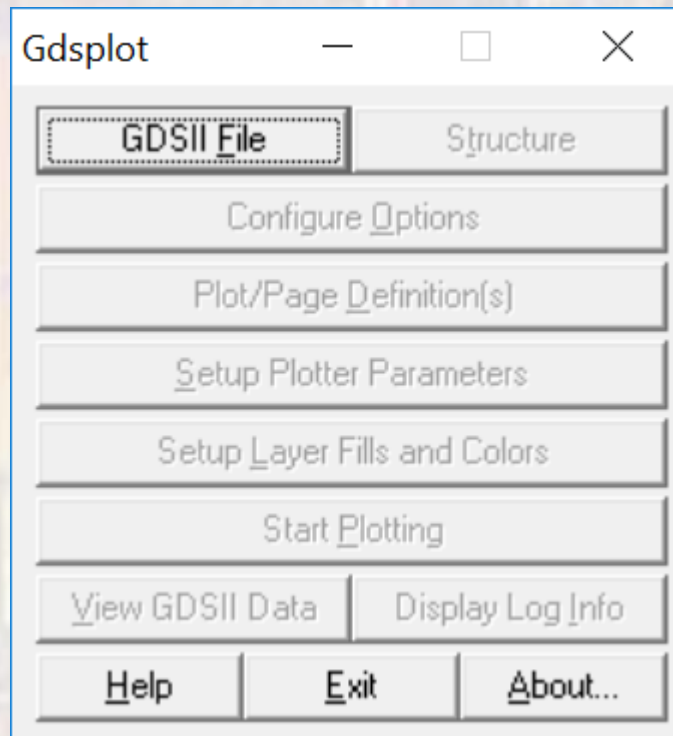 Gdsplot
GDSII File Structure
Configure Options
Plot/Page Definition(s)
Setup Plotter Parameters
Setup Layer Fills and Colors
Start Plotting
View GDSII Data Display Log Info
Help Exit About...